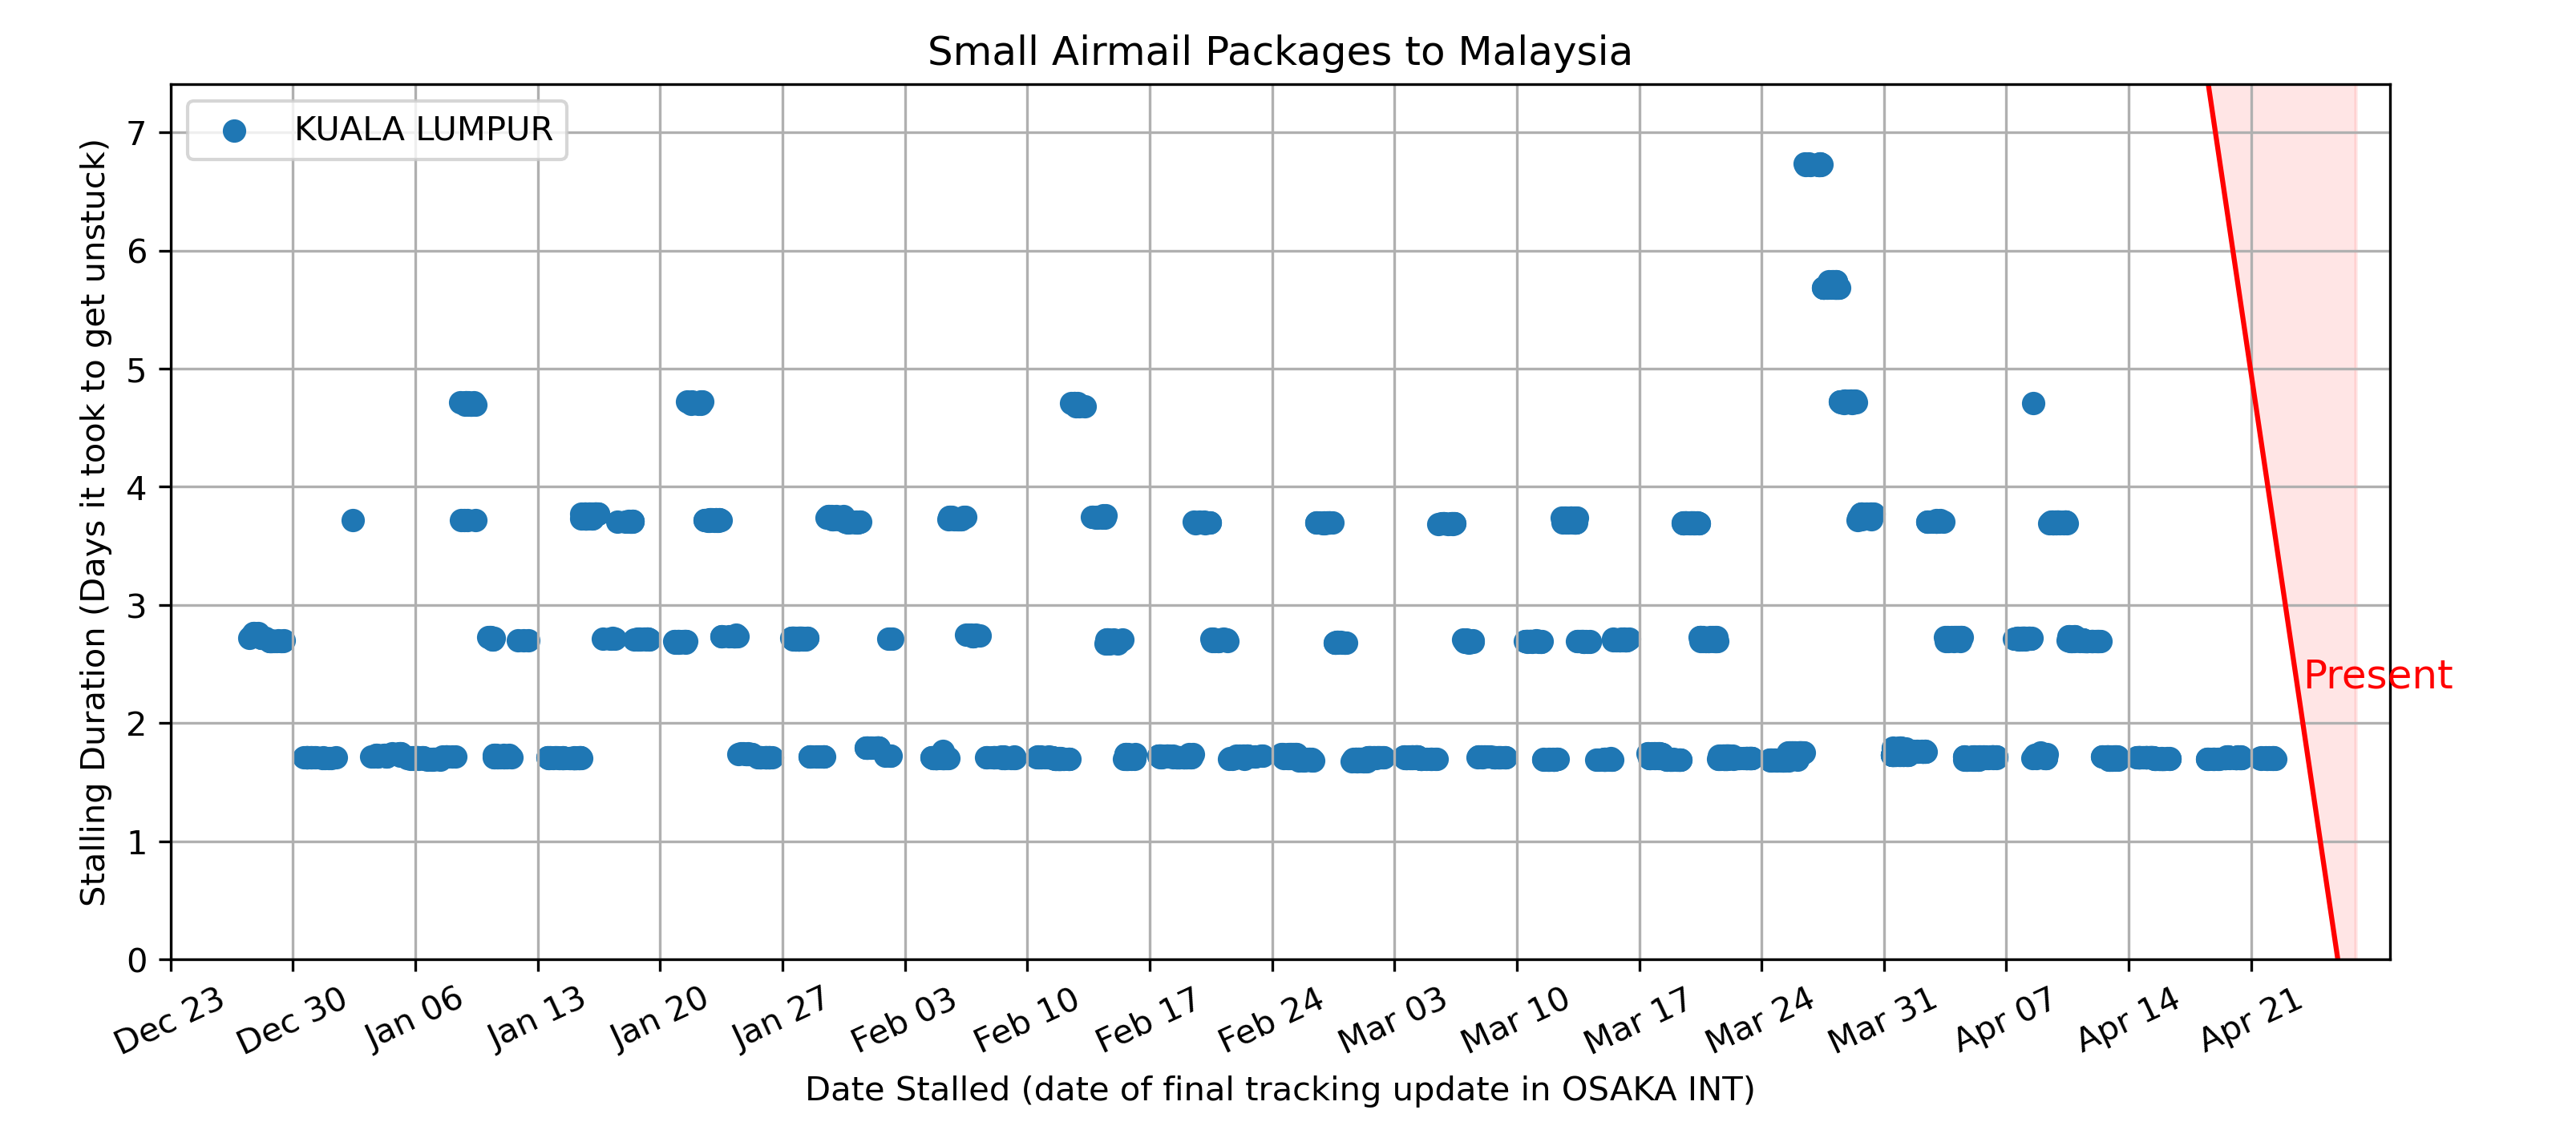 Small Airmail Packages to Malaysia
KUALA LUMPUR
Stalling Duration (Days it took to get unstuck)
7
6
5
4
3
2
1
0
Present
Dec 23
Dec 30
Jan 06
Jan 13
Jan 20
Jan 27
Feb 03
Feb 10
Feb 17
Feb 24
Mar 03
Mar 10
Mar 17
Mar 24
Mar 31
Apr 07
Apr 14
Apr 21
Date Stalled (date of final tracking update in OSAKA INT)